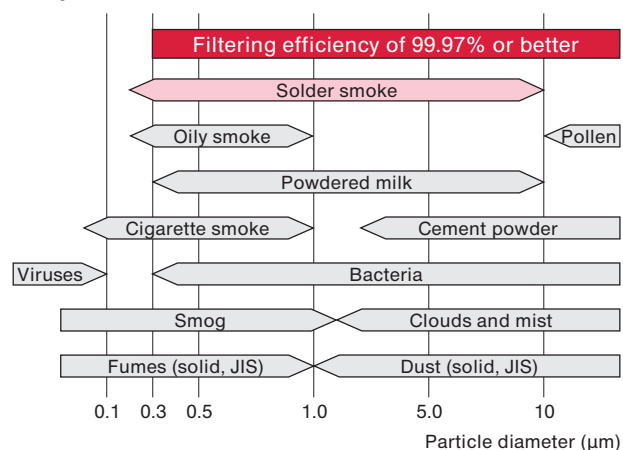 Filtering efficiency of 99.97% or better
Solder smoke
Oily smoke
Pollen
Powdered milk
Cigarette smoke
Cement powder
Viruses
Bacteria
Smog
Clouds and mist
Fumes (solid, JIS)
Dust (solid, JIS)
0.1 0.3 0.5 1.0 5.0 10
Particle diameter (μm)